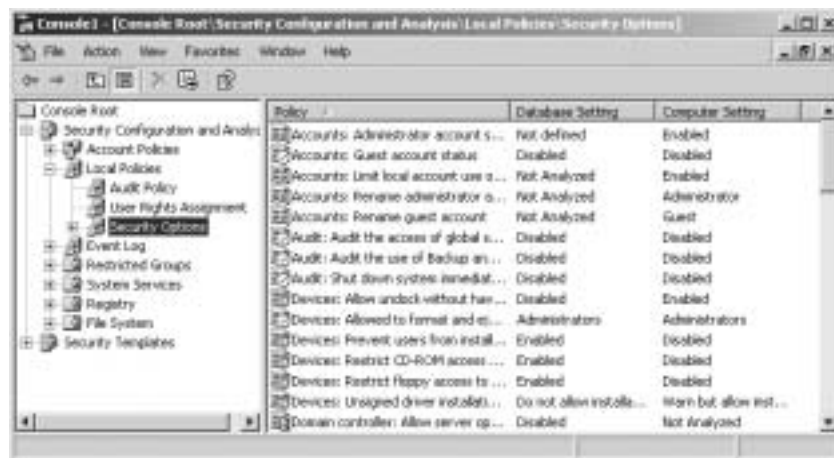 Console1 - [Console Root\Security Configuration and Analysis\Local Policies\Security Options]
File Action View Favorites Window Help
Console Root
Security Configuration and Analys
Account Policies
Local Policies
Audit Policy
User Rights Assignment
Security Options
Event Log
Restricted Groups
System Services
Registry
File System
Security Templates
Policy Database Setting Computer Setting
Accounts: Administrator account s... Not defined Enabled
Accounts: Guest account status Disabled Disabled
Accounts: Limit local account use o... Not Analyzed Enabled
Accounts: Rename administrator a... Not Analyzed Administrator
Accounts: Rename guest account Not Analyzed Guest
Audit: Audit the access of global s... Disabled Disabled
Audit: Audit the use of Backup an... Disabled Disabled
Audit: Shut down system immediat... Disabled Disabled
Devices: Allow undock without hav... Disabled Enabled
Devices: Allowed to format and ej... Administrators Administrators
Devices: Prevent users from install... Enabled Disabled
Devices: Restrict CD-ROM access ... Enabled Disabled
Devices: Restrict floppy access to ... Enabled Disabled
Devices: Unsigned driver installati... Do not allow installa... Warn but allow inst...
Domain controller: Allow server op... Disabled Not Analyzed